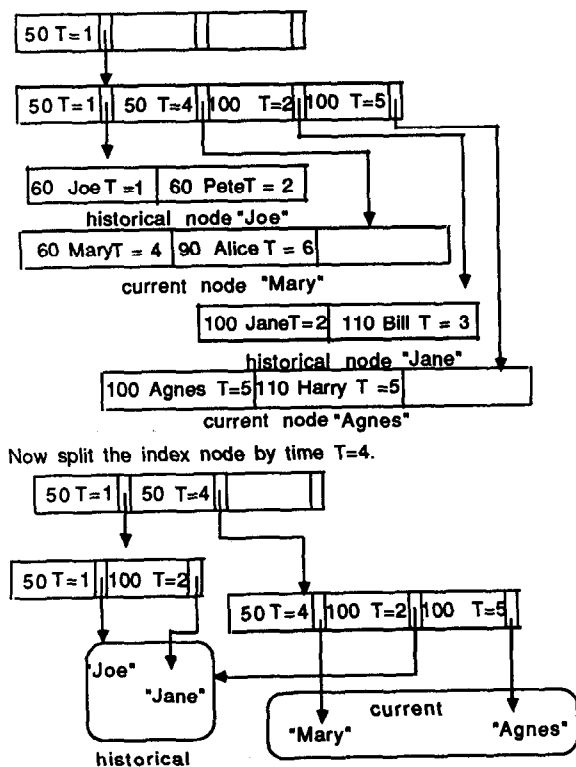 50 T=1
50 T=1 50 T=4 100 T=2 100 T=5
60 Joe T=1 60 Pete T = 2
historical node "Joe"
60 Mary T = 4 90 Alice T = 6
current node "Mary"
100 Jane T=2 110 Bill T = 3
historical node "Jane"
100 Agnes T=5 110 Harry T =5
current node "Agnes"
Now split the index node by time T=4.
50 T=1 50 T=4
50 T=1 100 T=2
50 T=4 100 T=2 100 T=5
"Joe"
"Jane"
current
"Mary" "Agnes"
historical